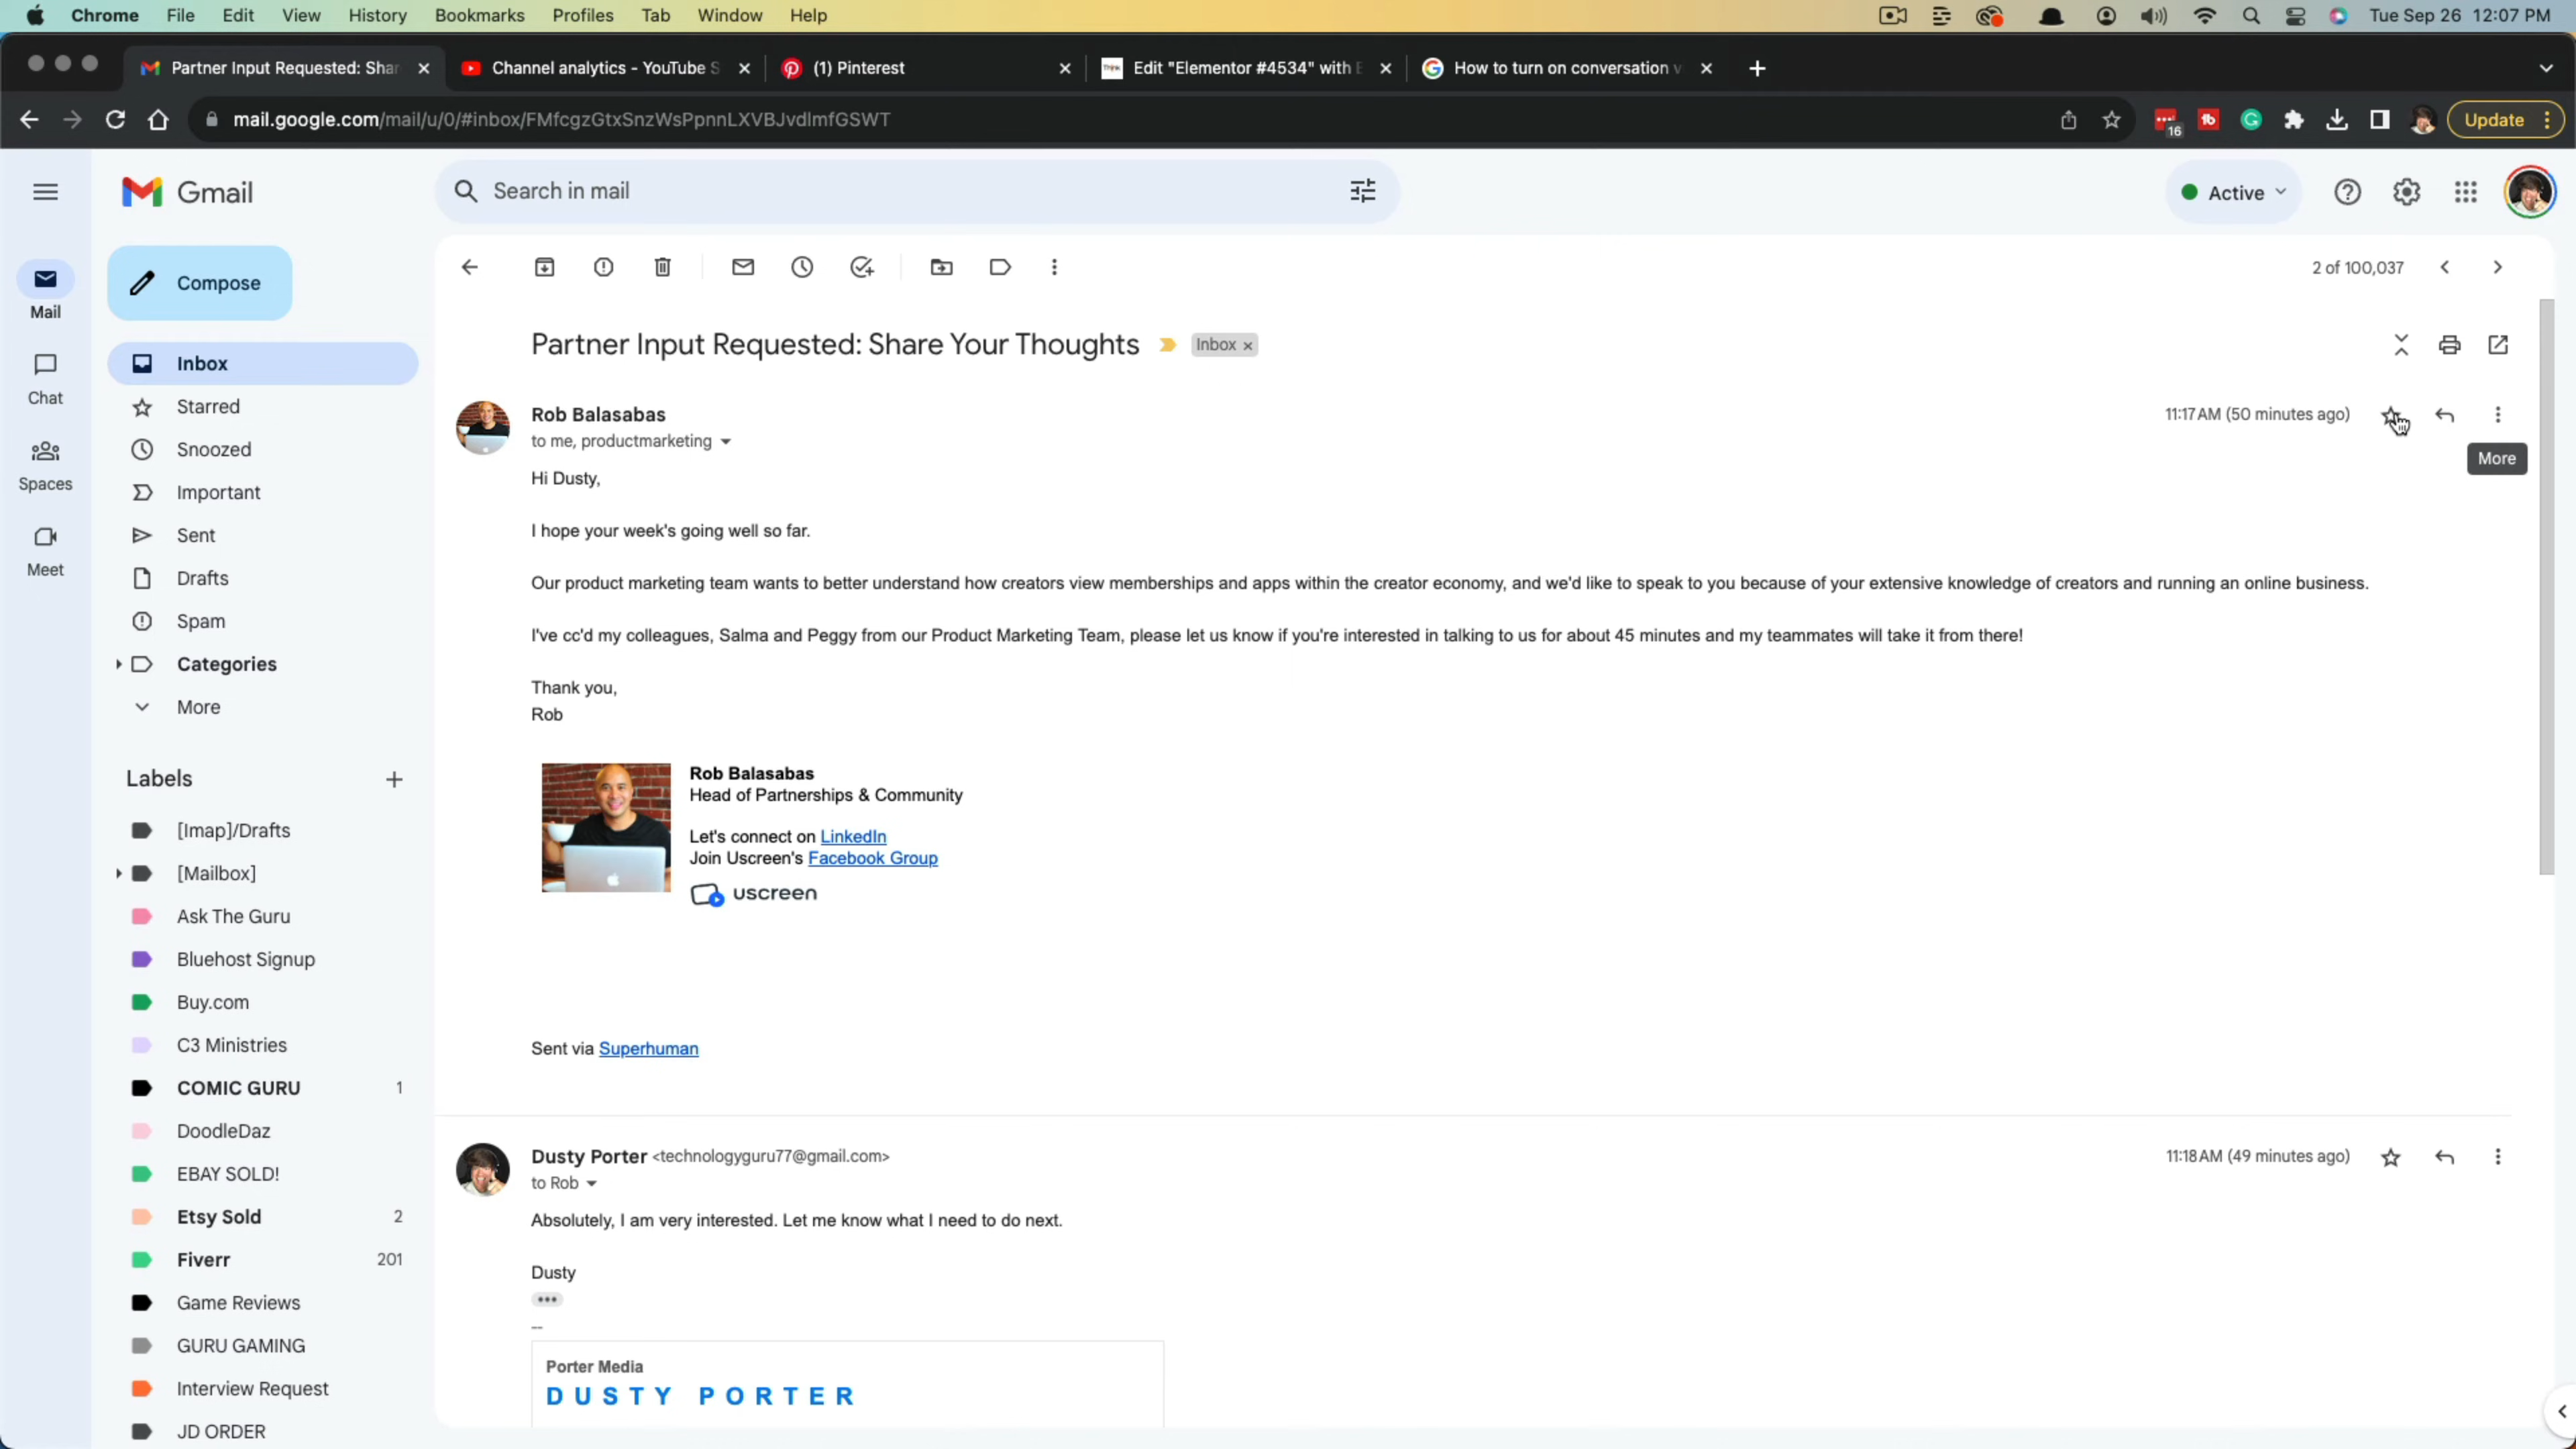 Chrome File Edit View History Bookmarks Profiles Tab Window Help Tue Sep 26 12:07 PM
Partner Input Requested: Shar Channel analytics - YouTube S (1) Pinterest Edit "Elementor #4534" with E How to turn on conversation v
mail.google.com/mail/u/0/#inbox/FMfcgzGtxSnzWsPpnnLXVBJvdlmfGSWT 16 Update
Gmail Search in mail Active
Mail
Chat
Spaces
Meet
Compose
Inbox
Starred
Snoozed
Important
Sent
Drafts
Spam
Categories
More
Labels
[Imap]/Drafts
[Mailbox]
Ask The Guru
Bluehost Signup
Buy.com
C3 Ministries
COMIC GURU 1
DoodleDaz
EBAY SOLD!
Etsy Sold 2
Fiverr 201
Game Reviews
GURU GAMING
Interview Request
JD ORDER
2 of 100,037
Partner Input Requested: Share Your Thoughts Inbox x
Rob Balasabas 11:17 AM (50 minutes ago)
to me, productmarketing
More
Hi Dusty,
I hope your week's going well so far.
Our product marketing team wants to better understand how creators view memberships and apps within the creator economy, and we'd like to speak to you because of your extensive knowledge of creators and running an online business.
I've cc'd my colleagues, Salma and Peggy from our Product Marketing Team, please let us know if you're interested in talking to us for about 45 minutes and my teammates will take it from there!
Thank you,
Rob
Rob Balasabas
Head of Partnerships & Community
Let's connect on LinkedIn
Join Uscreen's Facebook Group
uscreen
Sent via Superhuman
Dusty Porter <technologyguru77@gmail.com> 11:18 AM (49 minutes ago)
to Rob
Absolutely, I am very interested. Let me know what I need to do next.
Dusty
--
Porter Media
DUSTY PORTER